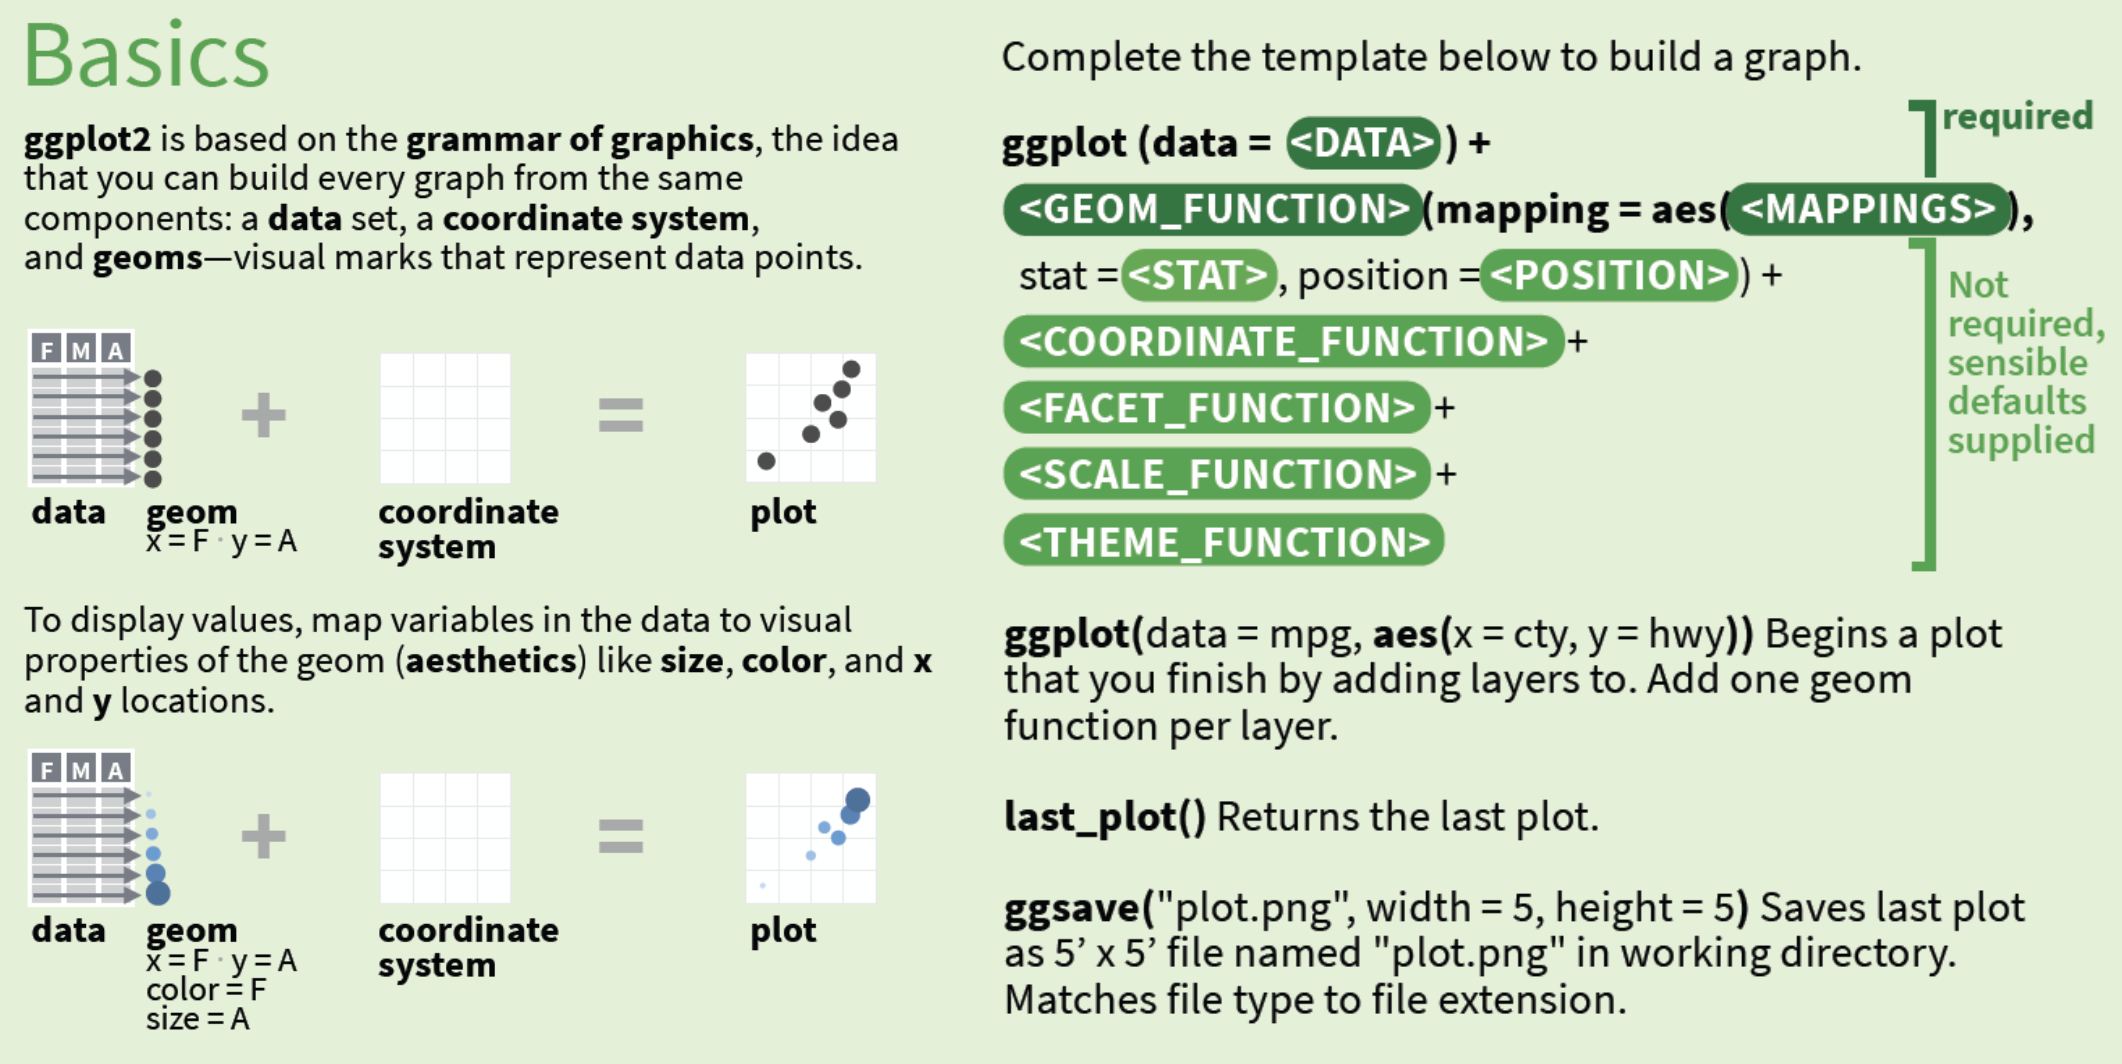 Basics
ggplot2 is based on the grammar of graphics, the idea
that you can build every graph from the same
components: a data set, a coordinate system,
and geoms—visual marks that represent data points.
F M A
+ =
data geom coordinate system plot
x = F · y = A
To display values, map variables in the data to visual
properties of the geom (aesthetics) like size, color, and x
and y locations.
F M A
+ =
data geom coordinate system plot
x = F · y = A
color = F
size = A
Complete the template below to build a graph.
required
ggplot (data = <DATA>) +
<GEOM_FUNCTION>(mapping = aes(<MAPPINGS>),
stat = <STAT>, position = <POSITION>) +
<COORDINATE_FUNCTION> +
<FACET_FUNCTION> +
<SCALE_FUNCTION> +
<THEME_FUNCTION>
Not
required,
sensible
defaults
supplied
ggplot(data = mpg, aes(x = cty, y = hwy)) Begins a plot
that you finish by adding layers to. Add one geom
function per layer.
last_plot() Returns the last plot.
ggsave("plot.png", width = 5, height = 5) Saves last plot
as 5’ x 5’ file named "plot.png" in working directory.
Matches file type to file extension.